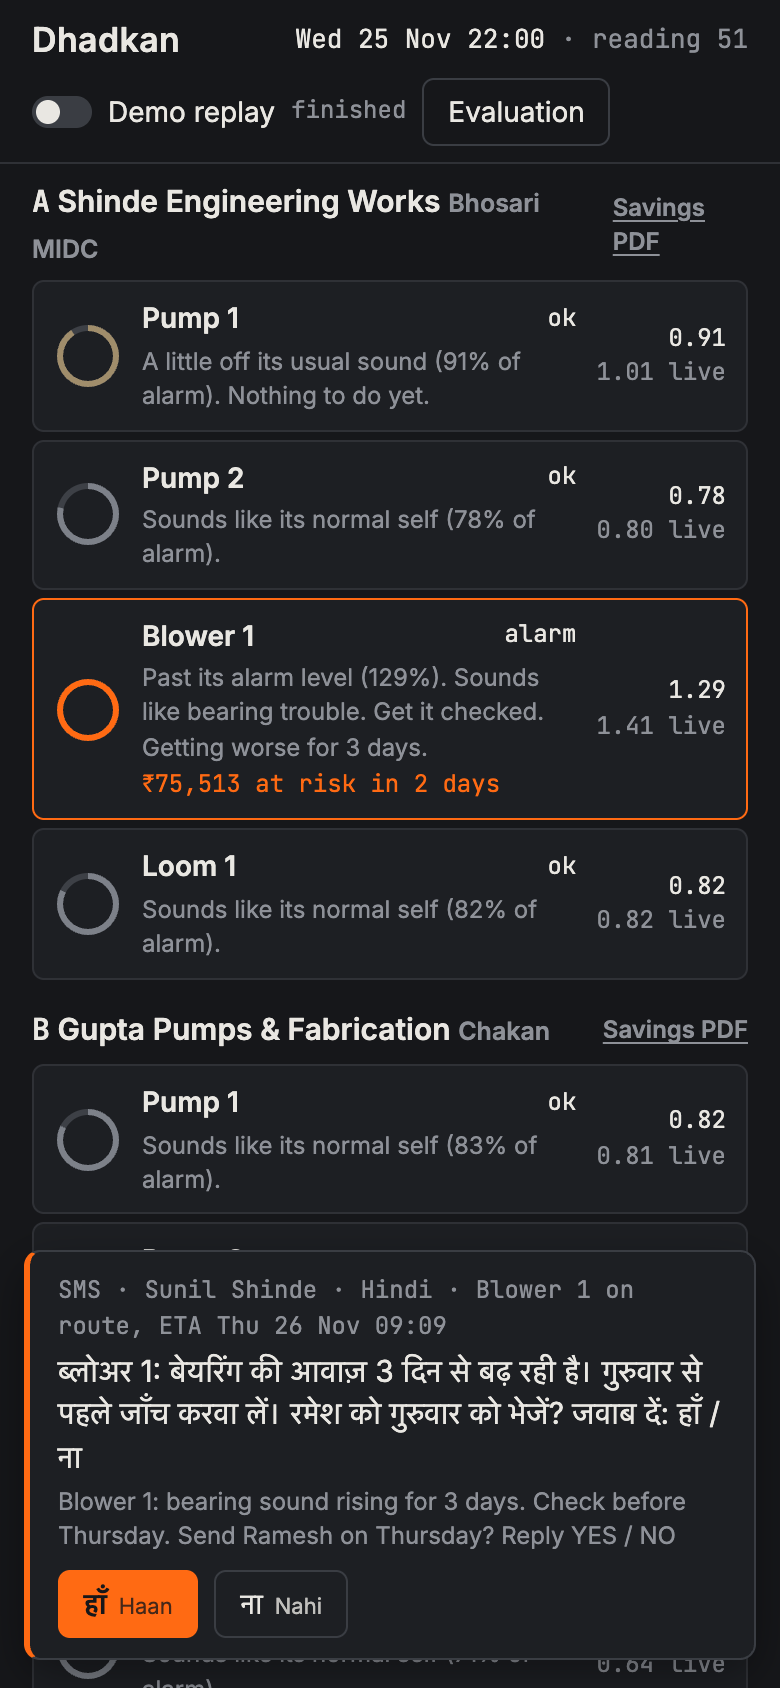 Dhadkan
Wed 25 Nov 22:00 · reading 51
Demo replay finished Evaluation
A Shinde Engineering Works Bhosari
MIDC
Savings
PDF
Pump 1 ok
A little off its usual sound (91% of
alarm). Nothing to do yet.
0.91
1.01 live
Pump 2 ok
Sounds like its normal self (78% of
alarm).
0.78
0.80 live
Blower 1 alarm
Past its alarm level (129%). Sounds
like bearing trouble. Get it checked.
Getting worse for 3 days.
₹75,513 at risk in 2 days
1.29
1.41 live
Loom 1 ok
Sounds like its normal self (82% of
alarm).
0.82
0.82 live
B Gupta Pumps & Fabrication Chakan Savings PDF
Pump 1 ok
Sounds like its normal self (83% of
alarm).
0.82
0.81 live
SMS · Sunil Shinde · Hindi · Blower 1 on
route, ETA Thu 26 Nov 09:09
ब्लोअर 1: बेयरिंग की आवाज़ 3 दिन से बढ़ रही है। गुरुवार से
पहले जाँच करवा लें। रमेश को गुरुवार को भेजें? जवाब दें: हाँ /
ना
Blower 1: bearing sound rising for 3 days. Check before
Thursday. Send Ramesh on Thursday? Reply YES / NO
हाँ Haan
ना Nahi
0.64 live
alarm).